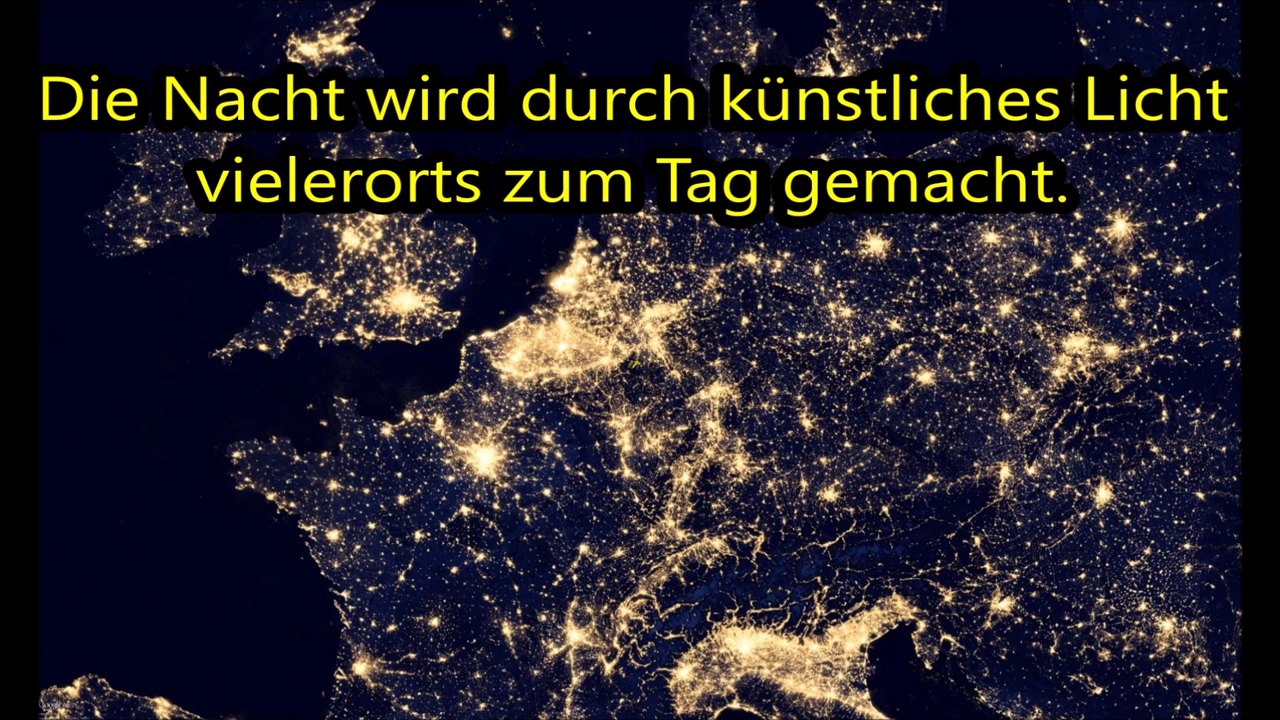 Die Nacht wird durch künstliches Licht
vielerorts zum Tag gemacht.